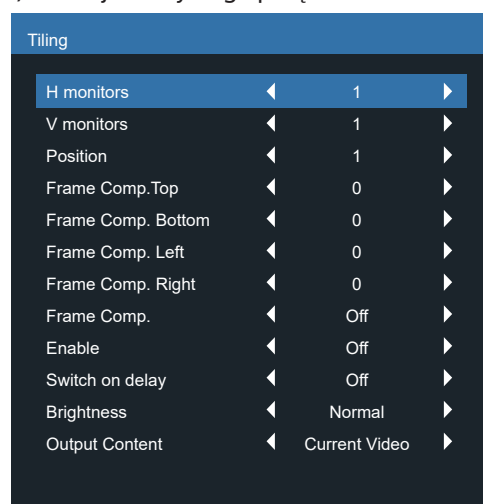 Tiling
H monitors 1
V monitors 1
Position 1
Frame Comp.Top 0
Frame Comp. Bottom 0
Frame Comp. Left 0
Frame Comp. Right 0
Frame Comp. Off
Enable Off
Switch on delay Off
Brightness Normal
Output Content Current Video